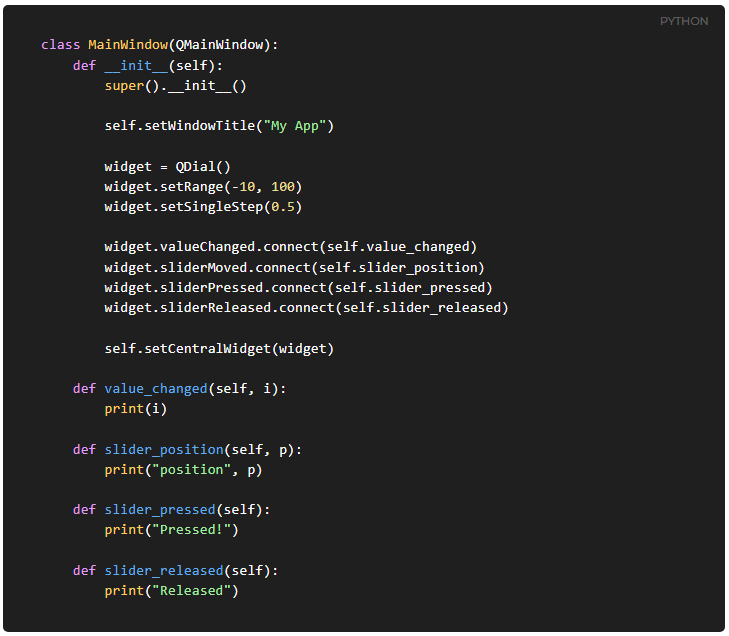 PYTHON
class MainWindow(QMainWindow):
    def __init__(self):
        super().__init__()

        self.setWindowTitle("My App")

        widget = QDial()
        widget.setRange(-10, 100)
        widget.setSingleStep(0.5)

        widget.valueChanged.connect(self.value_changed)
        widget.sliderMoved.connect(self.slider_position)
        widget.sliderPressed.connect(self.slider_pressed)
        widget.sliderReleased.connect(self.slider_released)

        self.setCentralWidget(widget)

    def value_changed(self, i):
        print(i)

    def slider_position(self, p):
        print("position", p)

    def slider_pressed(self):
        print("Pressed!")

    def slider_released(self):
        print("Released")